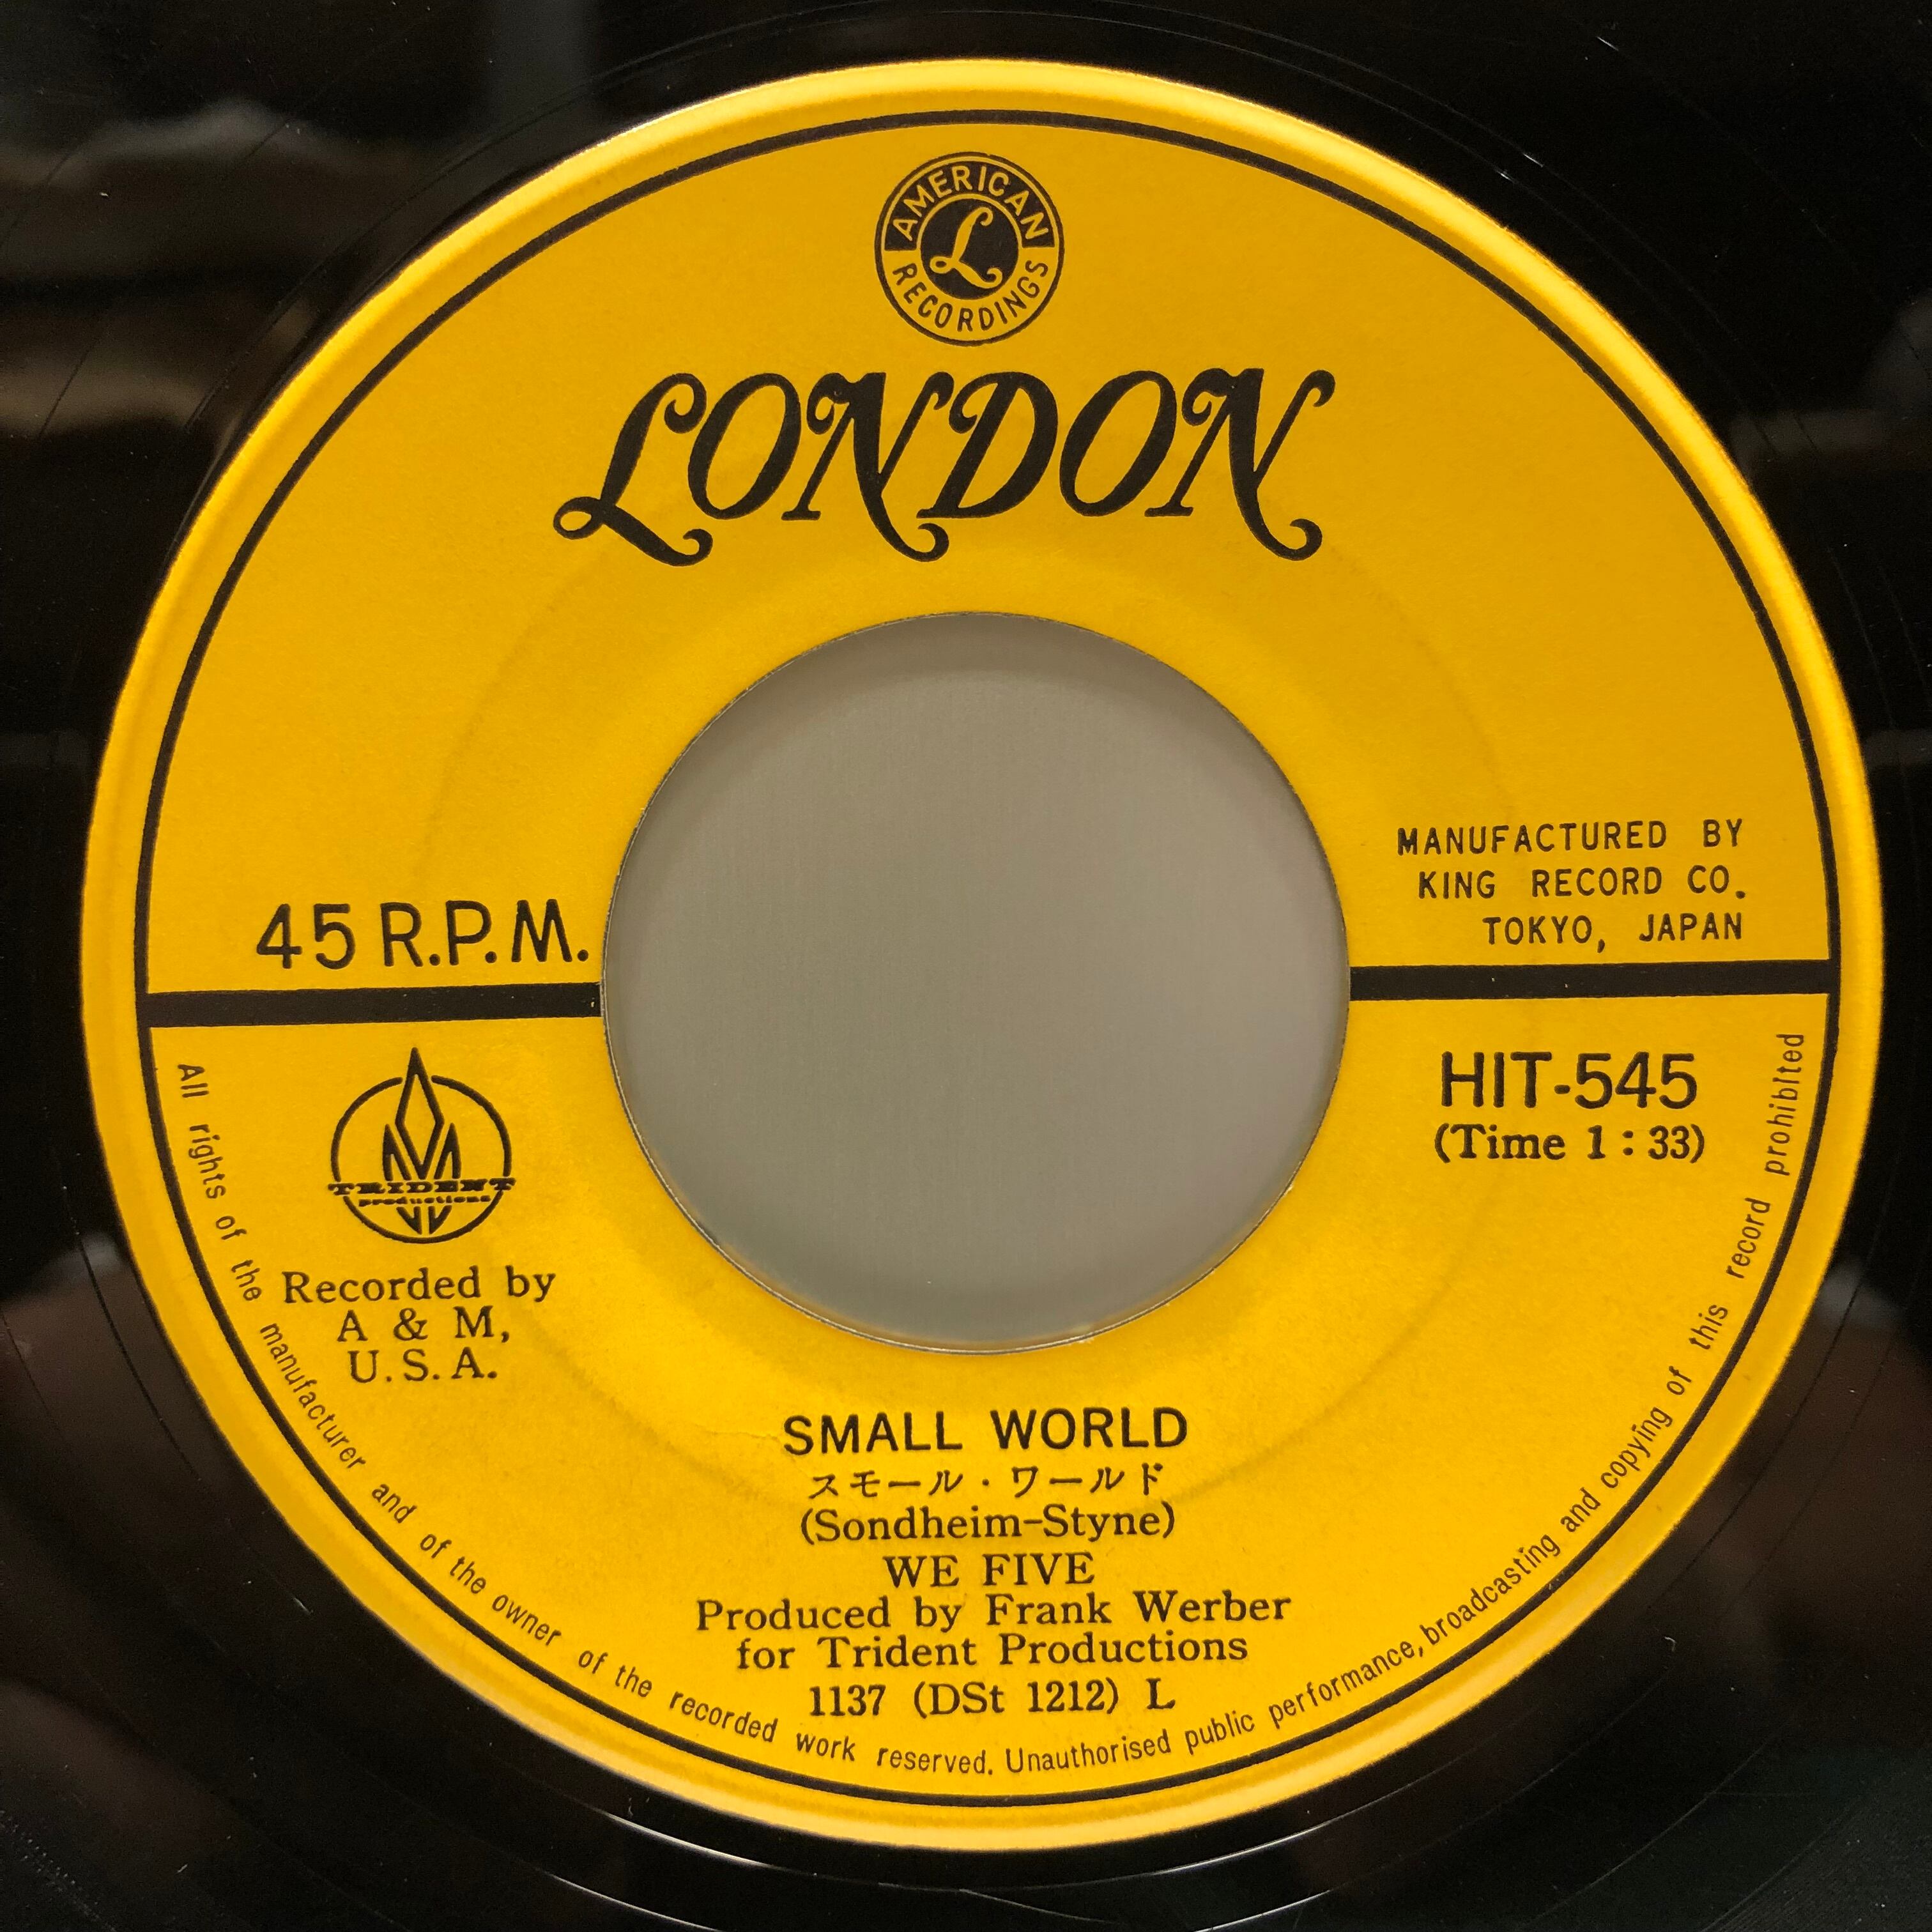 AMERICAN
L
RECORDINGS
LONDON
45 R.P.M.
MANUFACTURED BY
KING RECORD CO.
TOKYO, JAPAN
TRIDENT
productions
Recorded by
A & M,
U.S.A.
HIT-545
(Time 1 : 33)
SMALL WORLD
スモール・ワールド
(Sondheim-Styne)
WE FIVE
Produced by Frank Werber
for Trident Productions
1137 (DSt 1212) L
All rights of the manufacturer and of the owner of the recorded work reserved. Unauthorised public performance, broadcasting and copying of this record prohibited